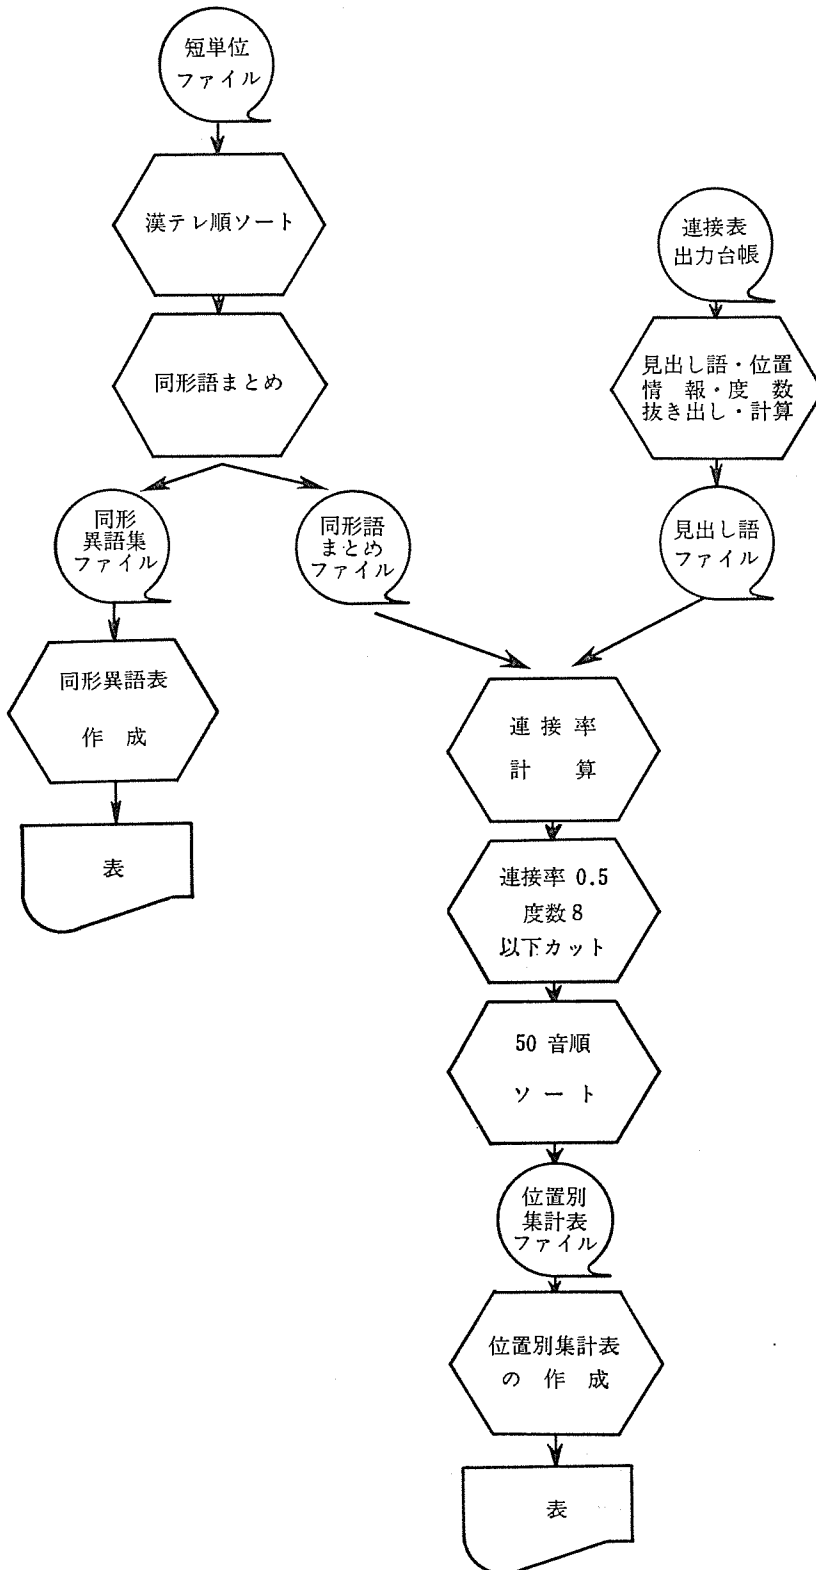 短単位
ファイル
漢テレ順ソート
同形語まとめ
連接表
出力台帳
見出し語・位置
情報・度数
抜き出し・計算
同形
異語集
ファイル
同形語
まとめ
ファイル
見出し語
ファイル
同形異語表
作成
表
連接率
計算
連接率 0.5
度数8
以下カット
50 音順
ソート
位置別
集計表
ファイル
位置別集計表
の作成
表